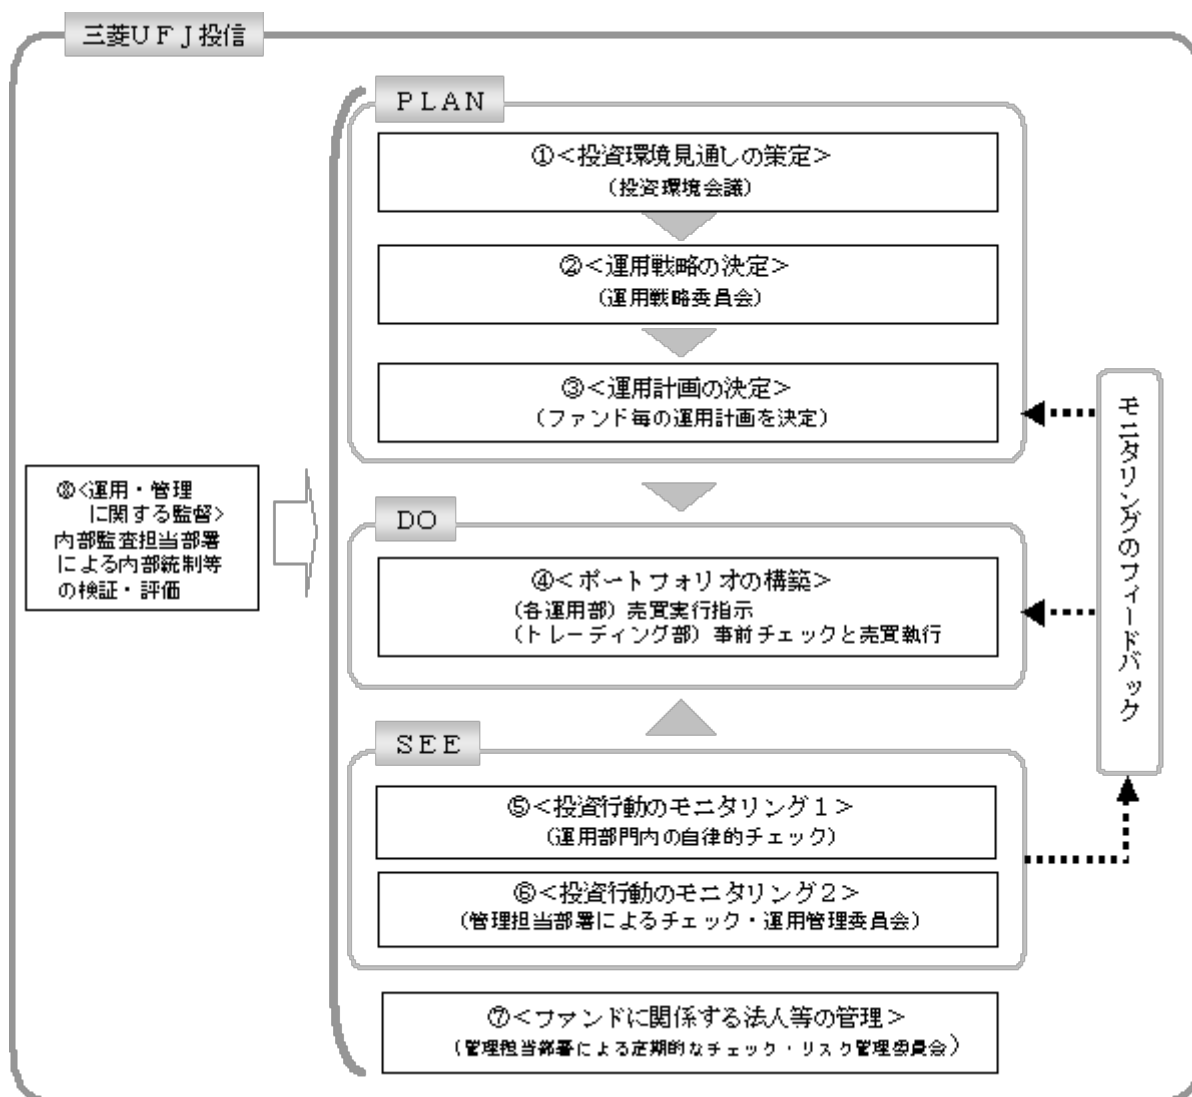 三菱ＵＦＪ投信
ＰＬＡＮ
①＜投資環境見通しの策定＞
（投資環境会議）
②＜運用戦略の決定＞
（運用戦略委員会）
③＜運用計画の決定＞
（ファンド毎の運用計画を決定）
モニタリングのフィードバック
⑧＜運用・管理
に関する監督＞
内部監査担当部署
による内部統制等
の検証・評価
ＤＯ
④＜ポートフォリオの構築＞
（各運用部）売買実行指示
（トレーディング部）事前チェックと売買執行
ＳＥＥ
⑤＜投資行動のモニタリング１＞
（運用部門内の自律的チェック）
⑥＜投資行動のモニタリング２＞
（管理担当部署によるチェック・運用管理委員会）
⑦＜ファンドに関係する法人等の管理＞
（管理担当部署による定期的なチェック・リスク管理委員会）